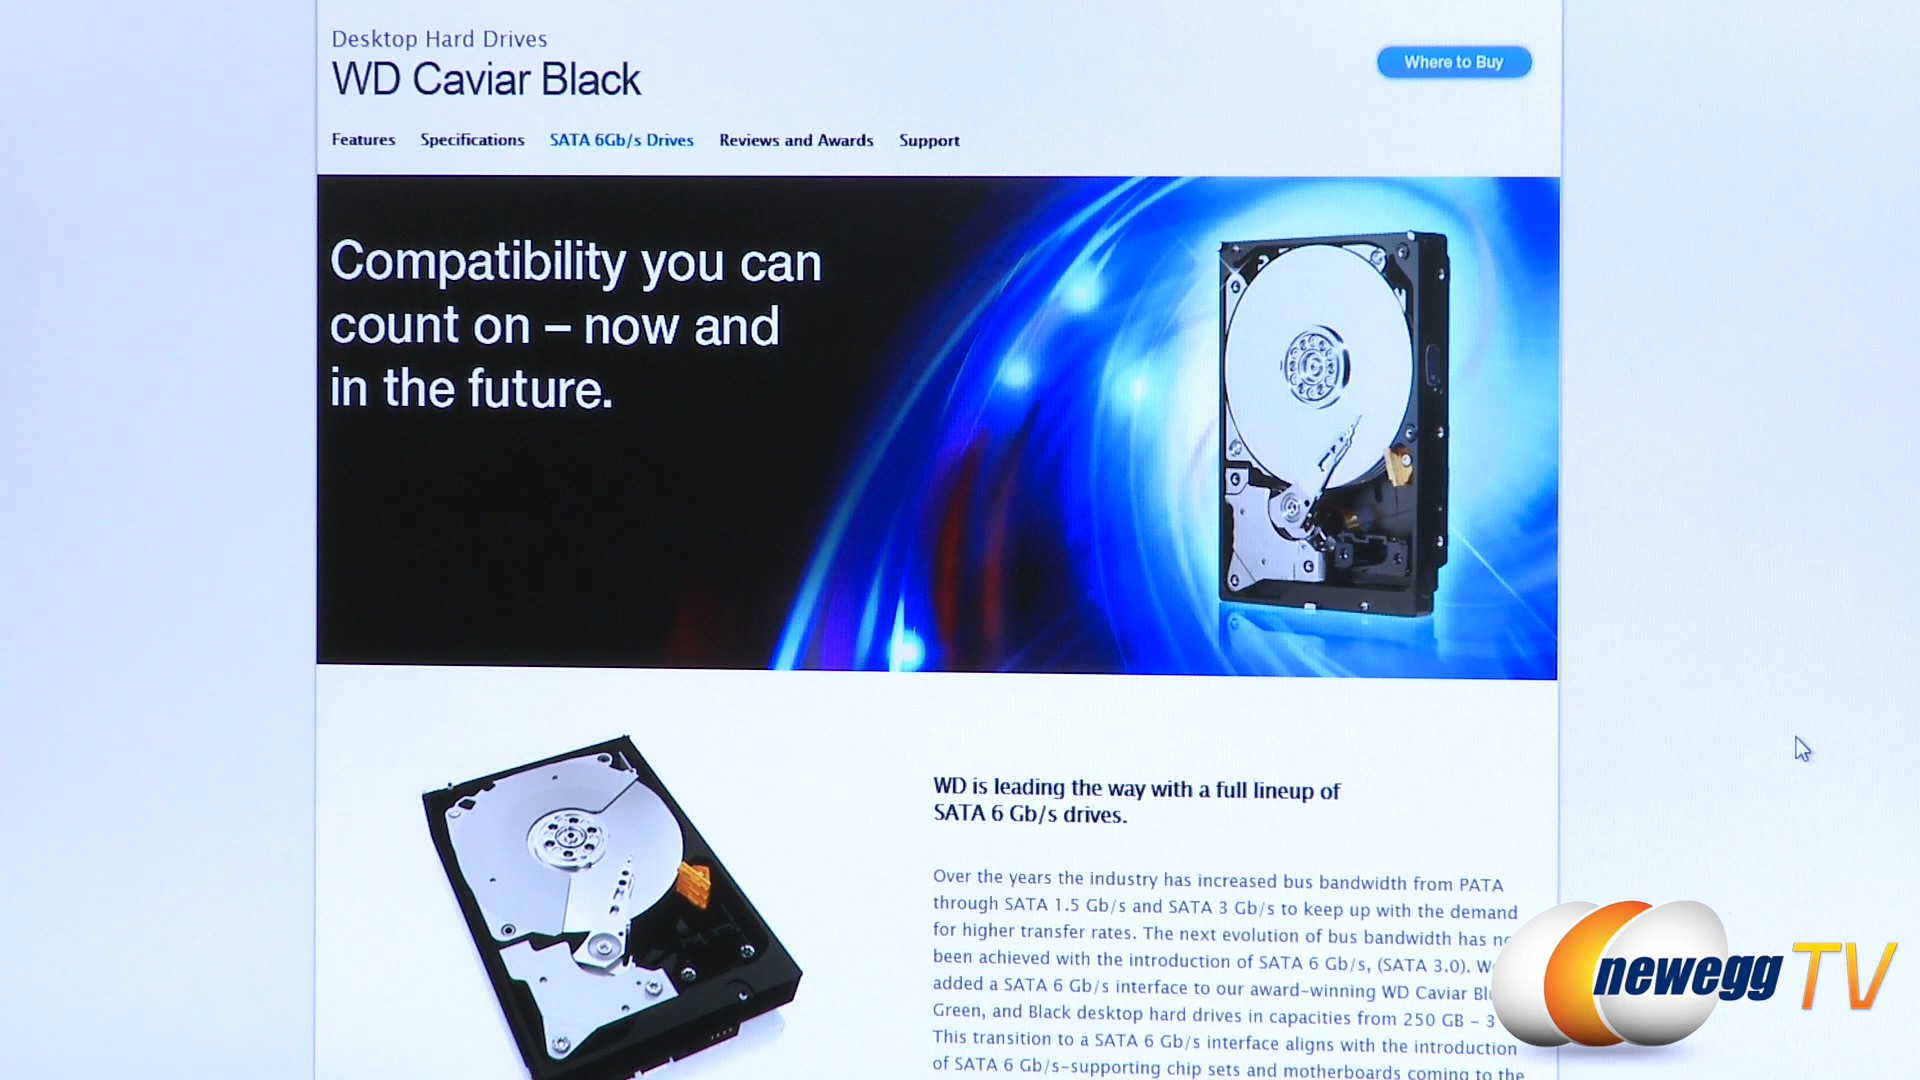 Desktop Hard Drives
WD Caviar Black
Where to Buy
Features Specifications SATA 6Gb/s Drives Reviews and Awards Support
Compatibility you can
count on – now and
in the future.
WD is leading the way with a full lineup of
SATA 6 Gb/s drives.
Over the years the industry has increased bus bandwidth from PATA
through SATA 1.5 Gb/s and SATA 3 Gb/s to keep up with the demand
for higher transfer rates. The next evolution of bus bandwidth has
been achieved with the introduction of SATA 6 Gb/s, (SATA 3.0).
added a SATA 6 Gb/s interface to our award-winning WD Caviar
Green, and Black desktop hard drives in capacities from 250 GB – 3
This transition to a SATA 6 Gb/s interface aligns with the introduction
of SATA 6 Gb/s-supporting chip sets and motherboards coming to the
newegg TV